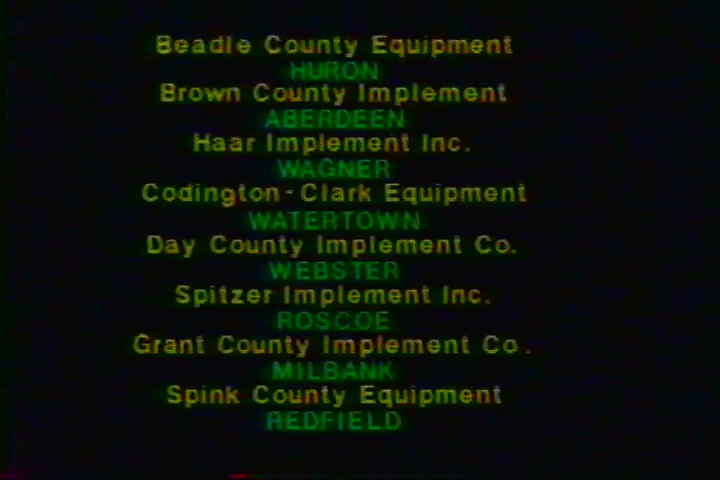 Beadle County Equipment
HURON
Brown County Implement
ABERDEEN
Haar Implement Inc.
WAGNER
Codington-Clark Equipment
WATERTOWN
Day County Implement Co.
WEBSTER
Spitzer Implement Inc.
ROSCOE
Grant County Implement Co.
MILBANK
Spink County Equipment
REDFIELD